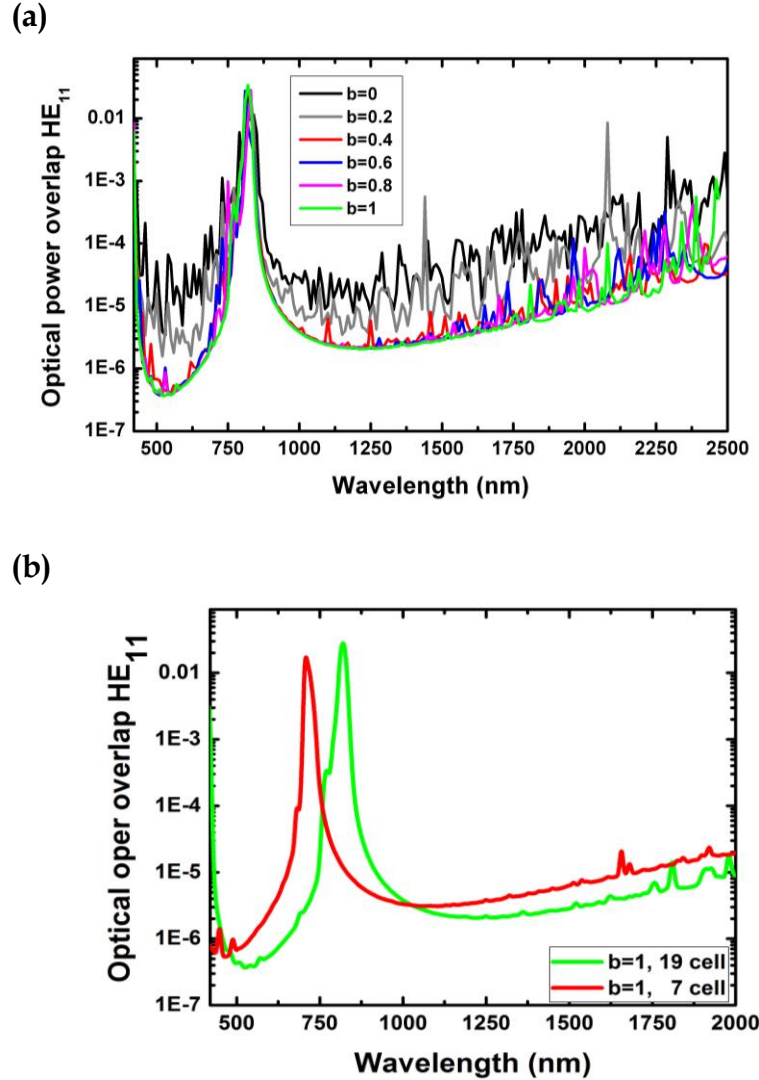 (a)
Optical power overlap HE11
0.01
1E-3
1E-4
1E-5
1E-6
1E-7
b=0
b=0.2
b=0.4
b=0.6
b=0.8
b=1
500 750 1000 1250 1500 1750 2000 2250 2500
Wavelength (nm)
(b)
Optical oper overlap HE11
0.01
1E-3
1E-4
1E-5
1E-6
1E-7
b=1, 19 cell
b=1, 7 cell
500 750 1000 1250 1500 1750 2000
Wavelength (nm)